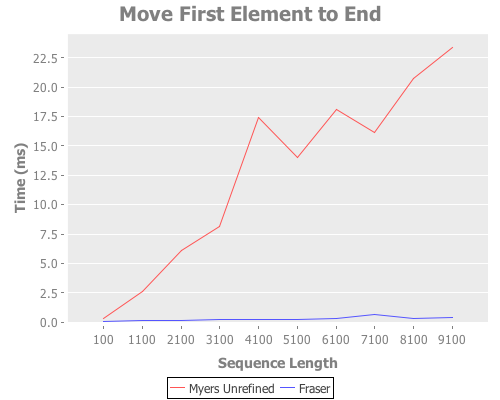 Move First Element to End
Time (ms)
22.5
20.0
17.5
15.0
12.5
10.0
7.5
5.0
2.5
0.0
100 1100 2100 3100 4100 5100 6100 7100 8100 9100
Sequence Length
Myers Unrefined Fraser